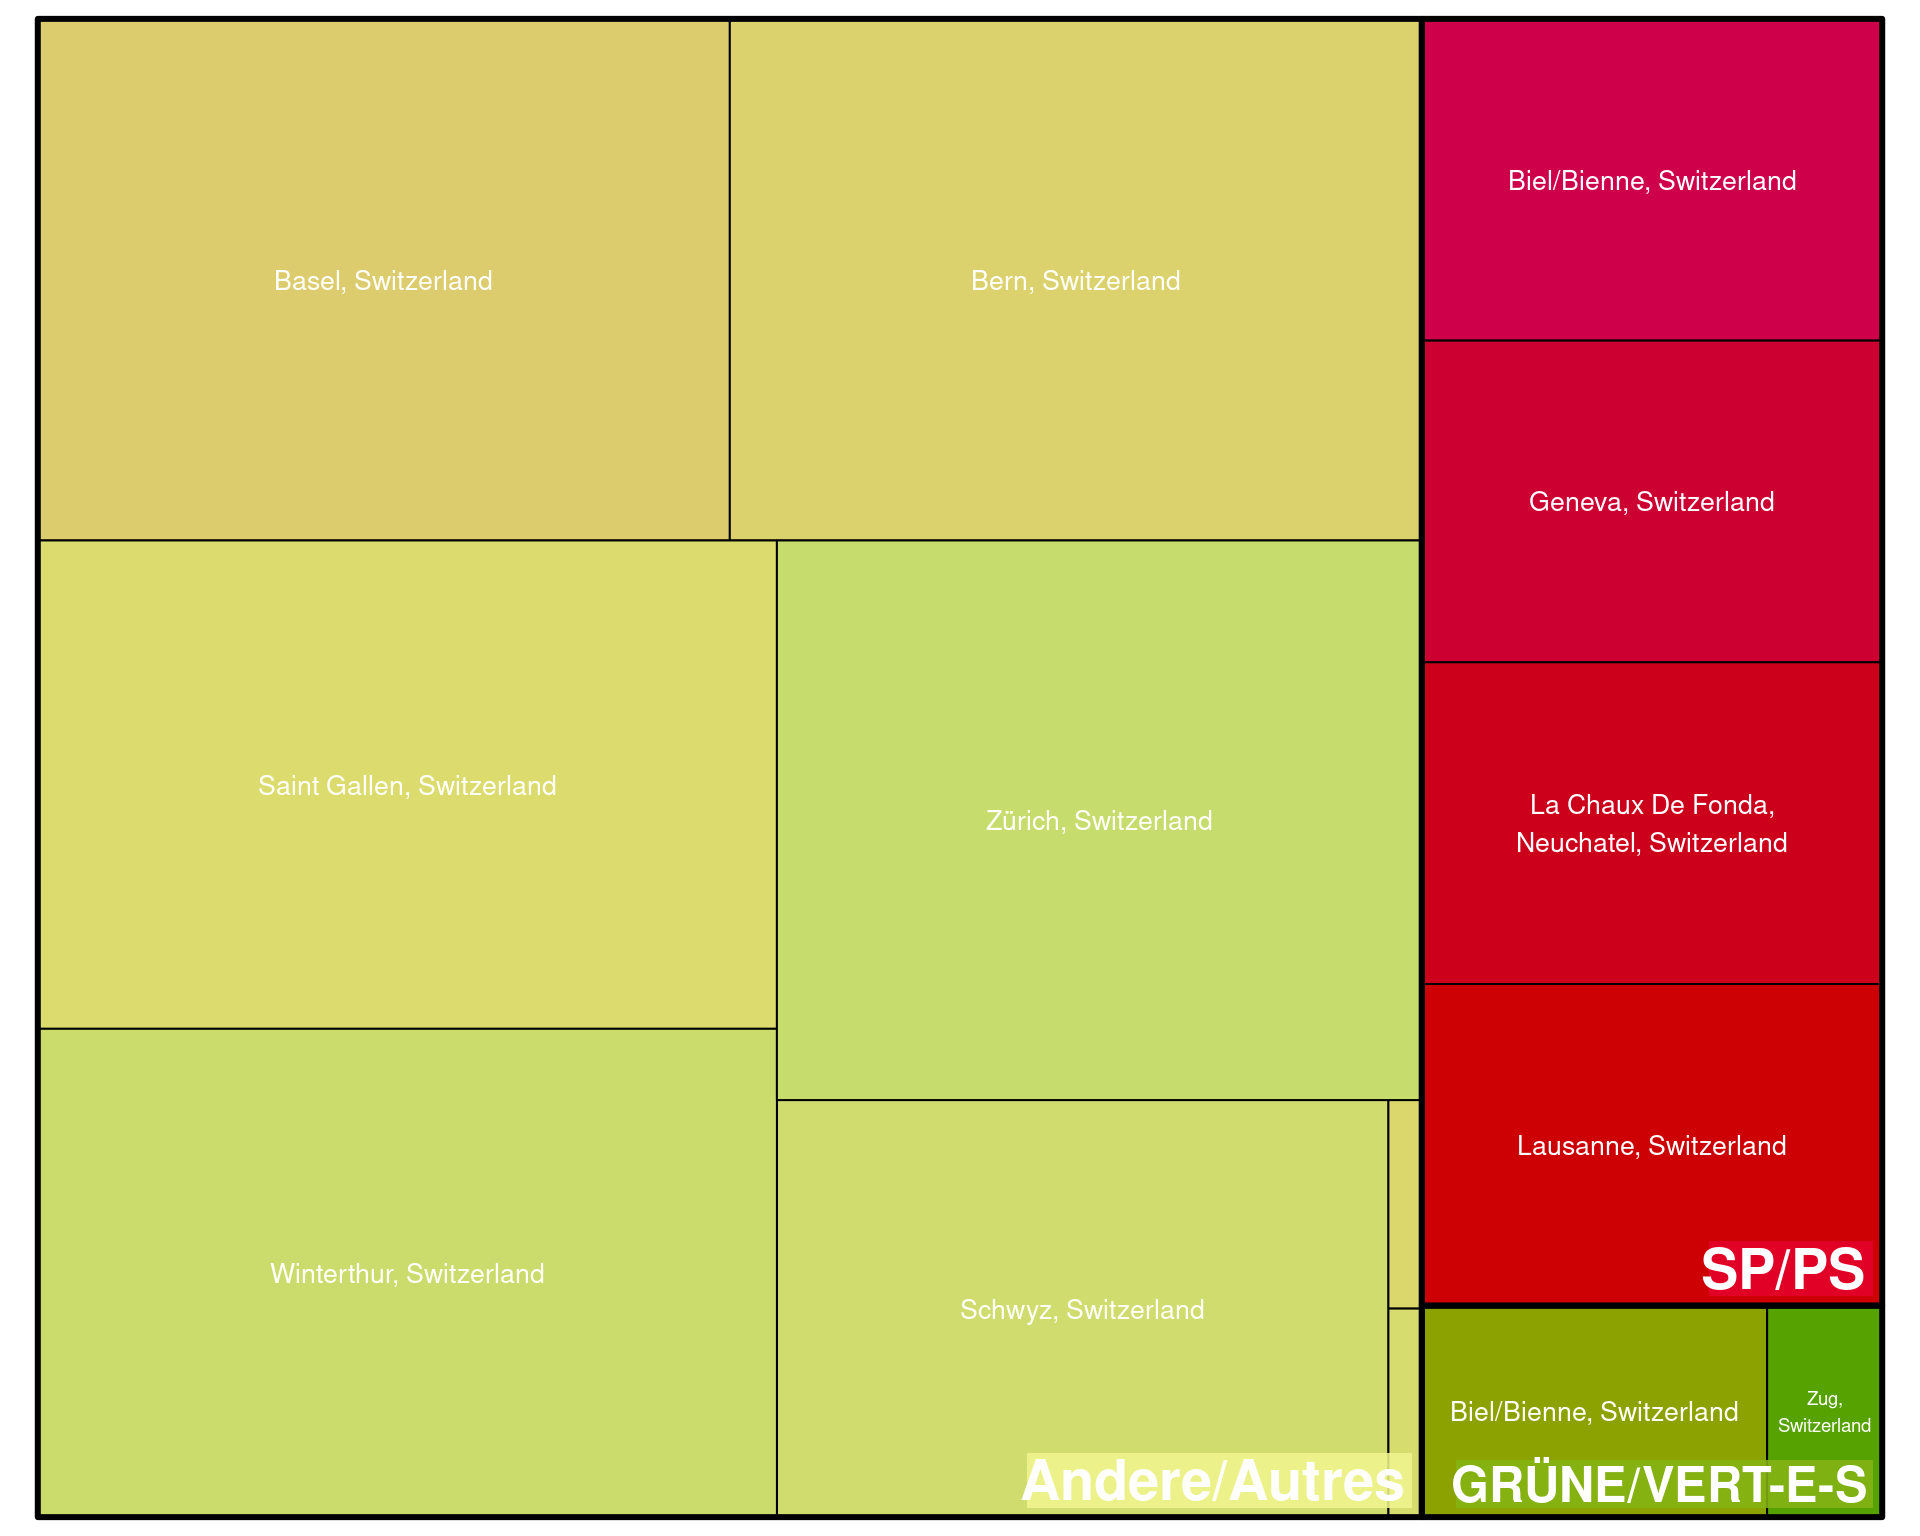 Basel, Switzerland
Bern, Switzerland
Biel/Bienne, Switzerland
Geneva, Switzerland
Saint Gallen, Switzerland
Zürich, Switzerland
La Chaux De Fonda,
Neuchatel, Switzerland
Lausanne, Switzerland
SP/PS
Winterthur, Switzerland
Schwyz, Switzerland
Andere/Autres
Biel/Bienne, Switzerland
Zug,
Switzerland
GRÜNE/VERT-E-S